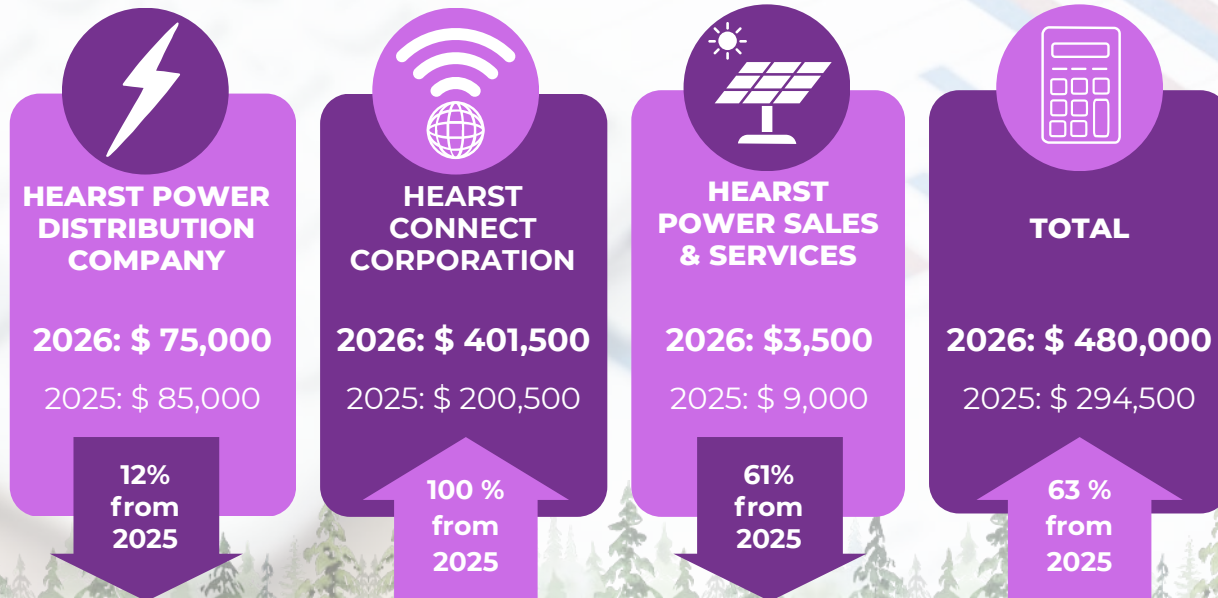 HEARST POWER
DISTRIBUTION
COMPANY
2026: $ 75,000
2025: $ 85,000
12%
from
2025
HEARST
CONNECT
CORPORATION
2026: $ 401,500
2025: $ 200,500
100 %
from
2025
HEARST
POWER SALES
& SERVICES
2026: $3,500
2025: $ 9,000
61%
from
2025
TOTAL
2026: $ 480,000
2025: $ 294,500
63 %
from
2025